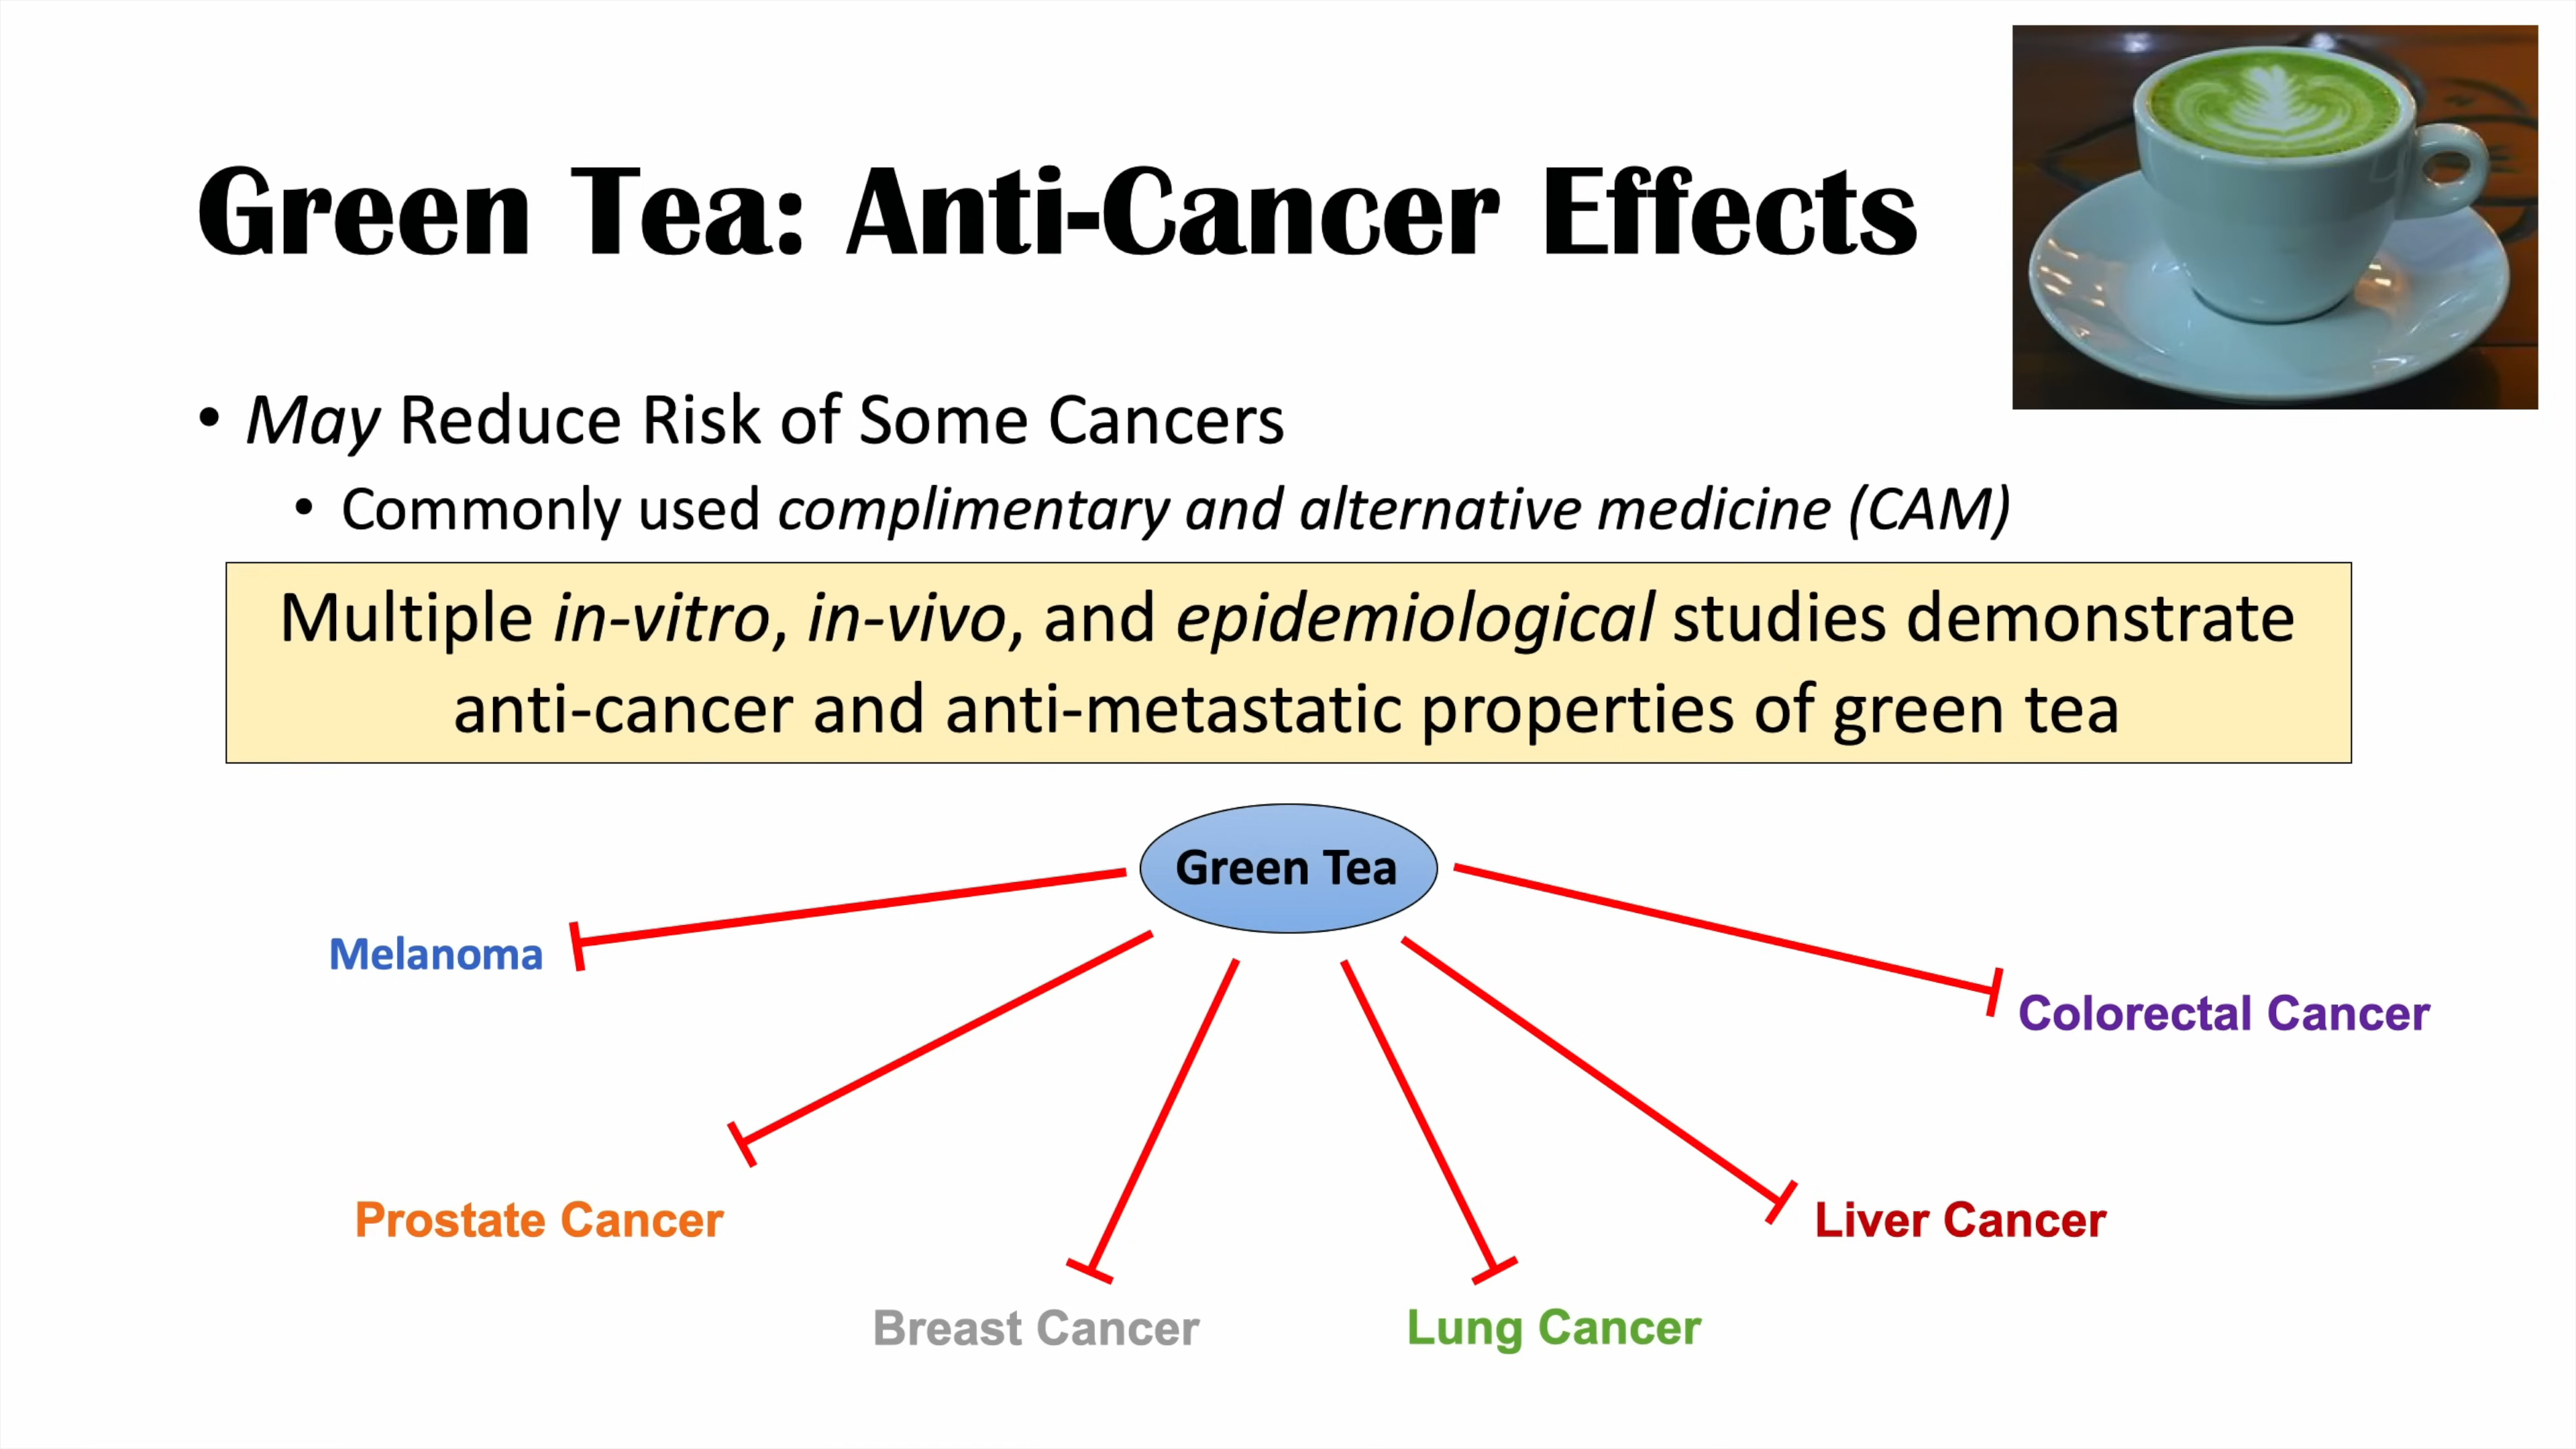 Green Tea: Anti-Cancer Effects
• May Reduce Risk of Some Cancers
• Commonly used complimentary and alternative medicine (CAM)
Multiple in-vitro, in-vivo, and epidemiological studies demonstrate
anti-cancer and anti-metastatic properties of green tea
Green Tea
Melanoma
Colorectal Cancer
Prostate Cancer
Liver Cancer
Breast Cancer
Lung Cancer